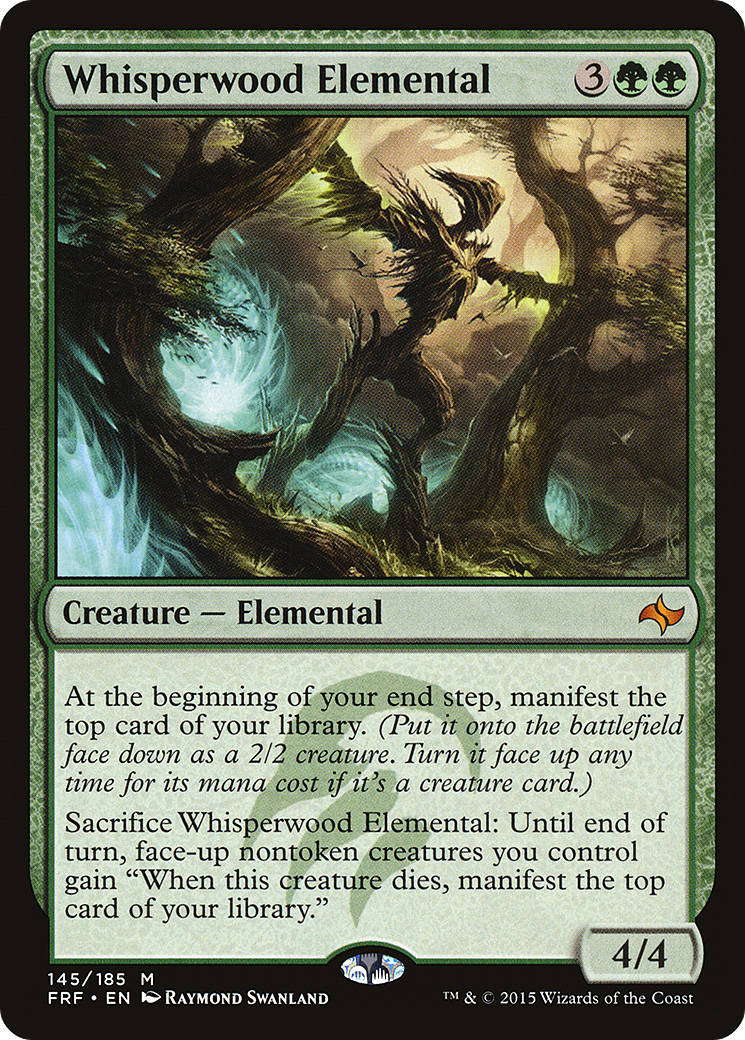 Whisperwood Elemental 3
Creature — Elemental
At the beginning of your end step, manifest the
top card of your library. (Put it onto the battlefield
face down as a 2/2 creature. Turn it face up any
time for its mana cost if it's a creature card.)
Sacrifice Whisperwood Elemental: Until end of
turn, face-up nontoken creatures you control
gain “When this creature dies, manifest the top
card of your library.”
4/4
145/185 M
FRF • EN Raymond Swanland ™ & © 2015 Wizards of the Coast